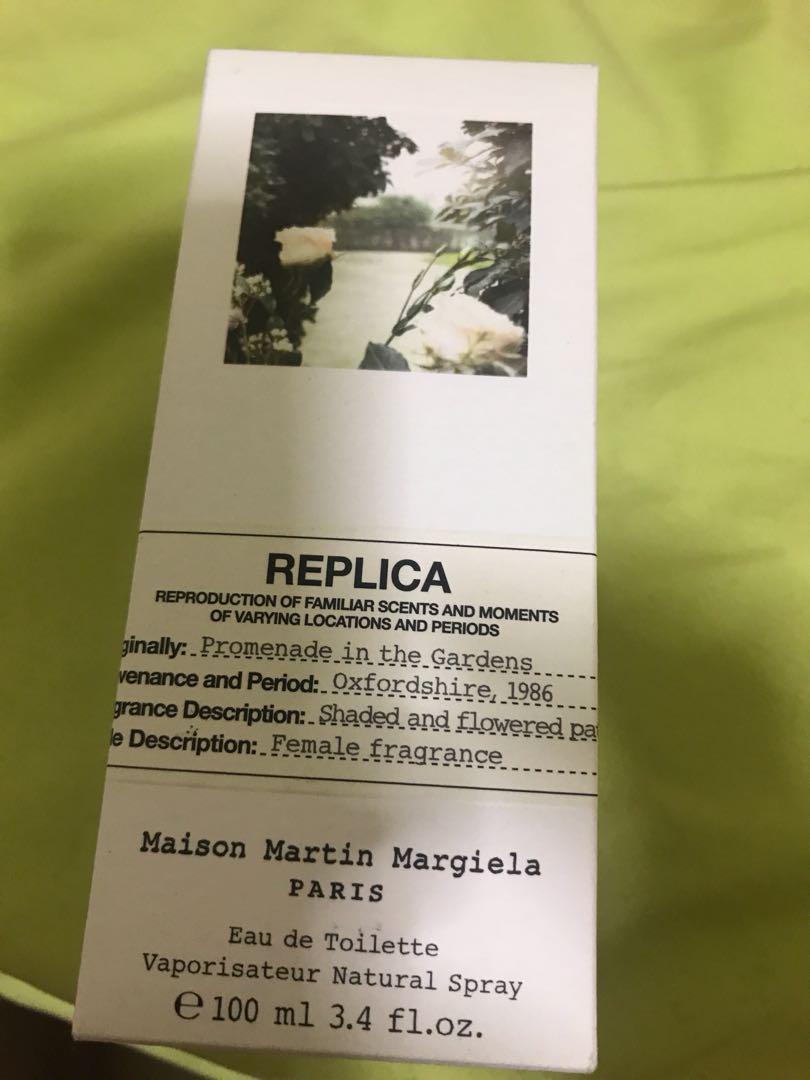 REPLICA
REPRODUCTION OF FAMILIAR SCENTS AND MOMENTS
OF VARYING LOCATIONS AND PERIODS
ginally: Promenade in the Gardens
venance and Period: Oxfordshire, 1986
grance Description: Shaded and flowered pa
le Description: Female fragrance
Maison Martin Margiela
PARIS
Eau de Toilette
Vaporisateur Natural Spray
℮ 100 ml 3.4 fl.oz.